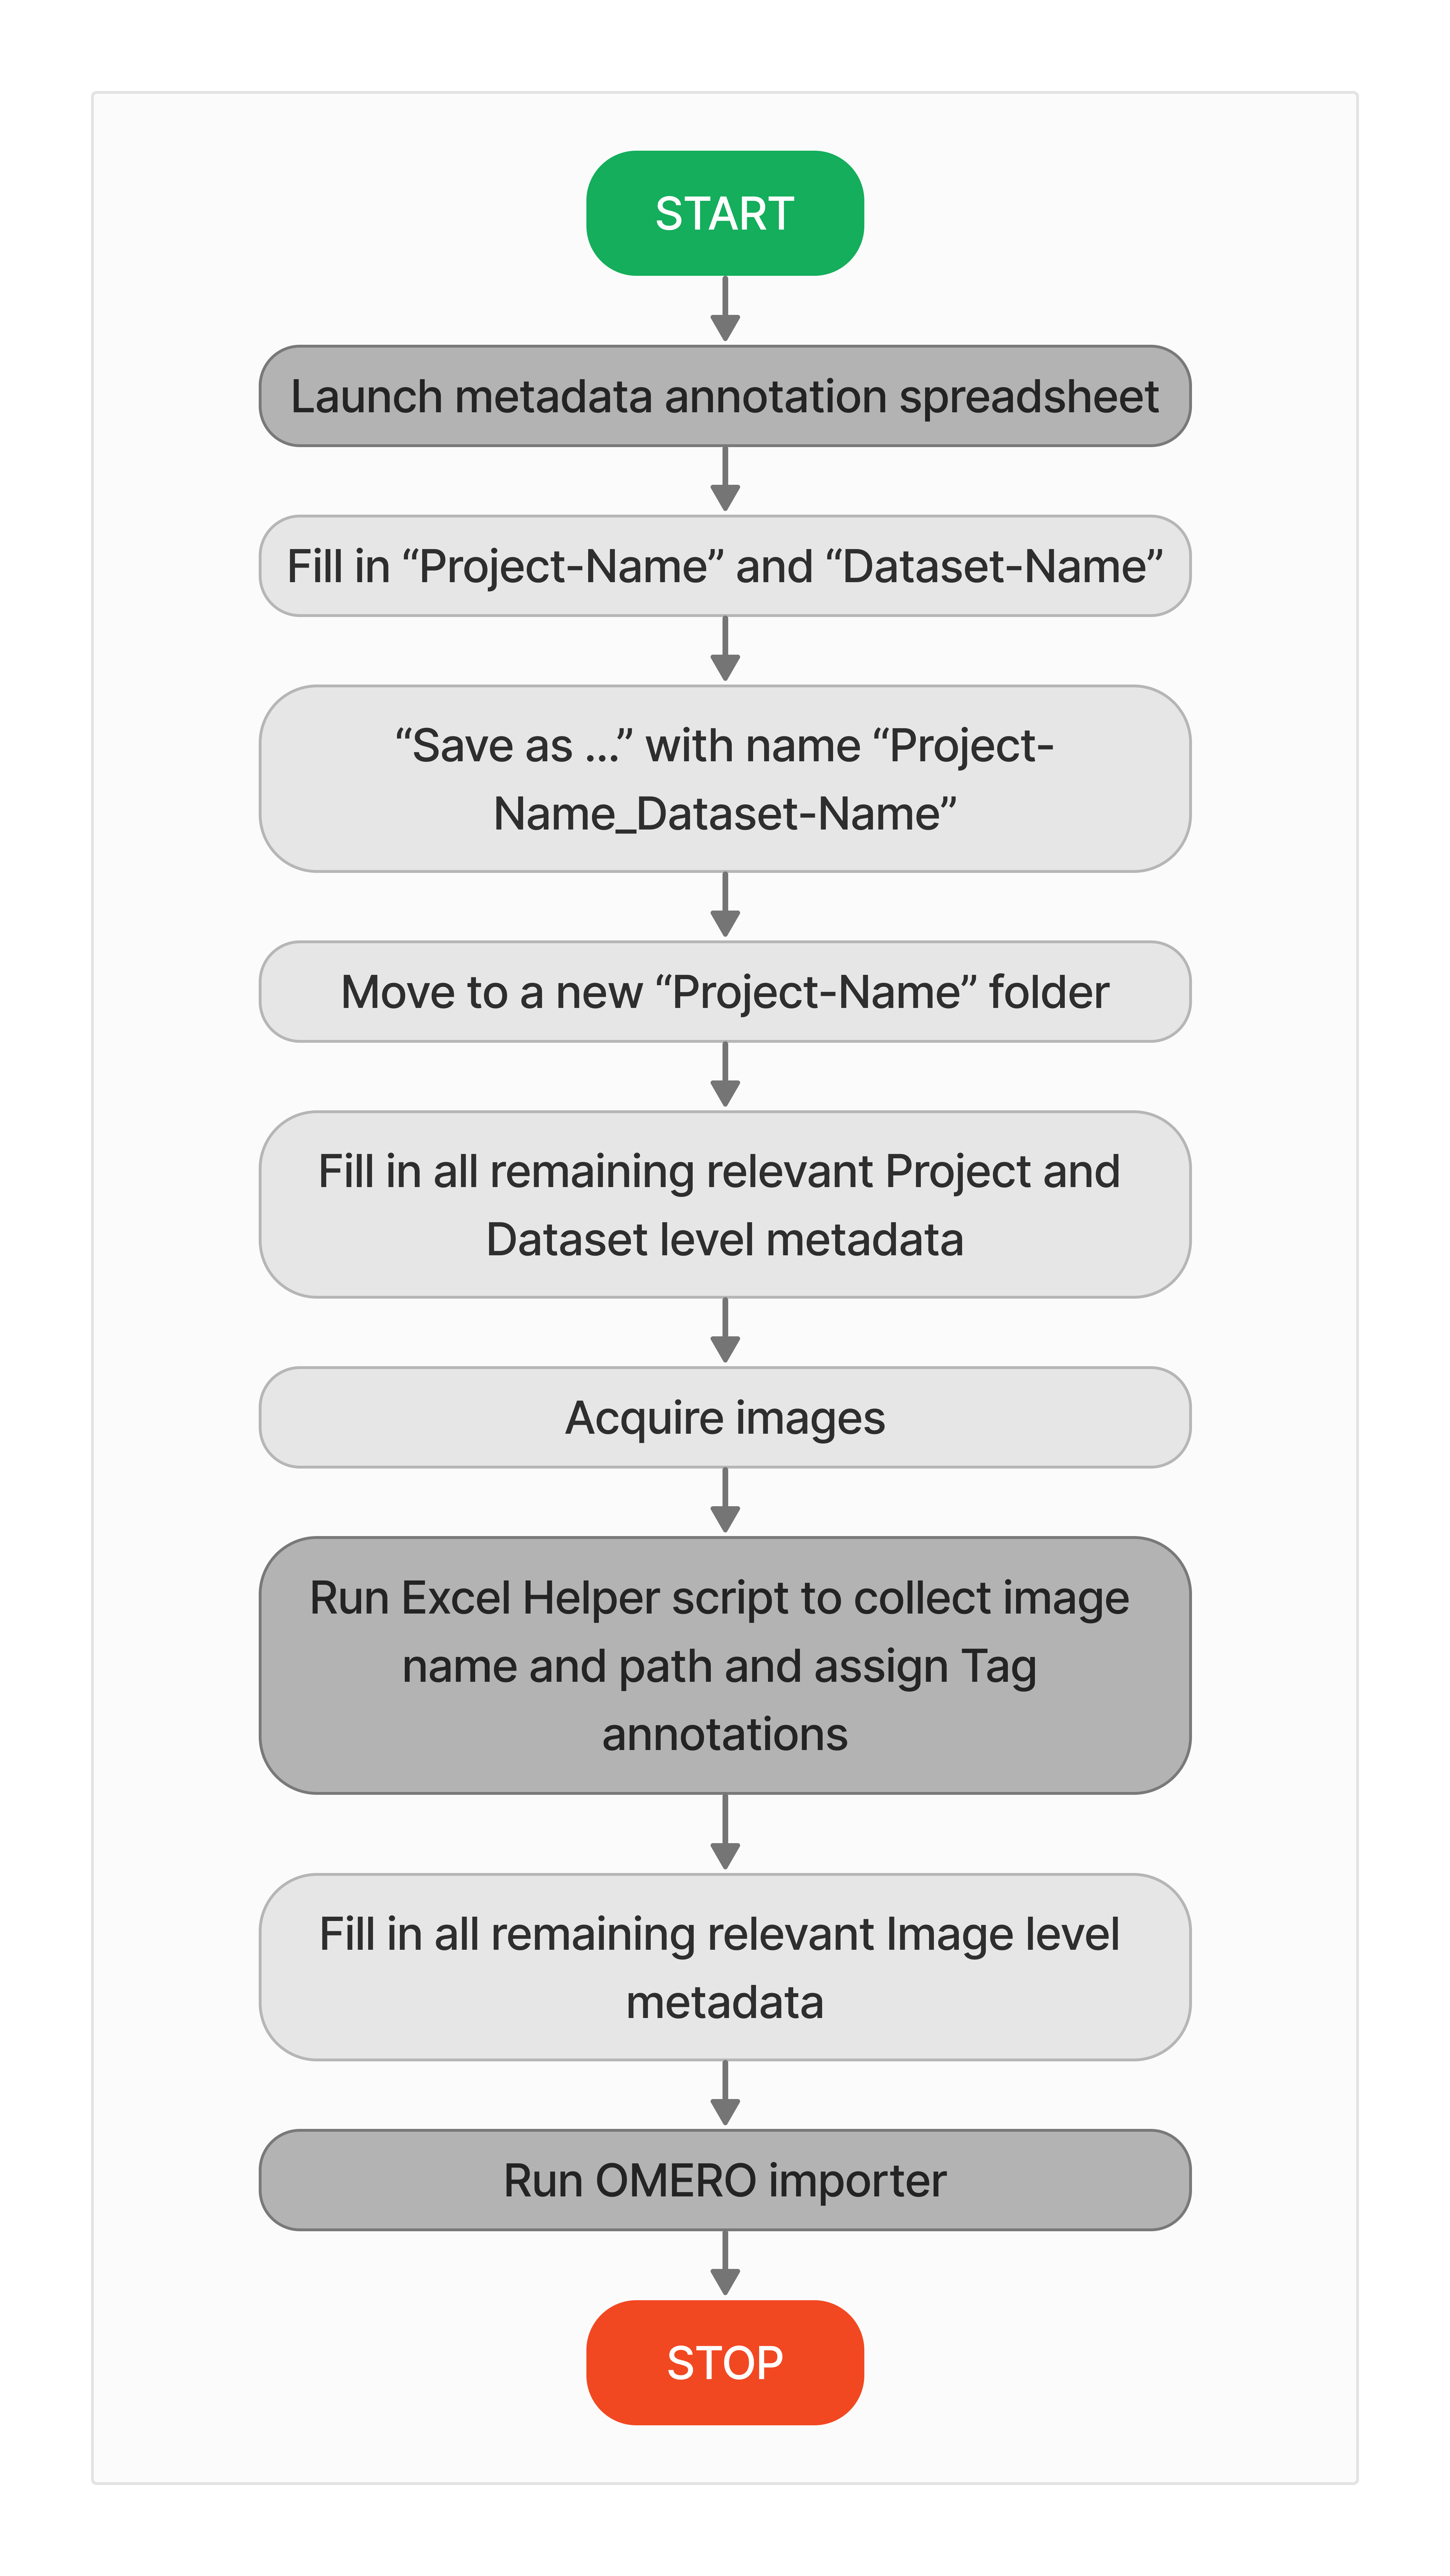 START
Launch metadata annotation spreadsheet
Fill in “Project-Name” and “Dataset-Name”
“Save as ...” with name “Project-
Name_Dataset-Name”
Move to a new “Project-Name” folder
Fill in all remaining relevant Project and
Dataset level metadata
Acquire images
Run Excel Helper script to collect image
name and path and assign Tag
annotations
Fill in all remaining relevant Image level
metadata
Run OMERO importer
STOP